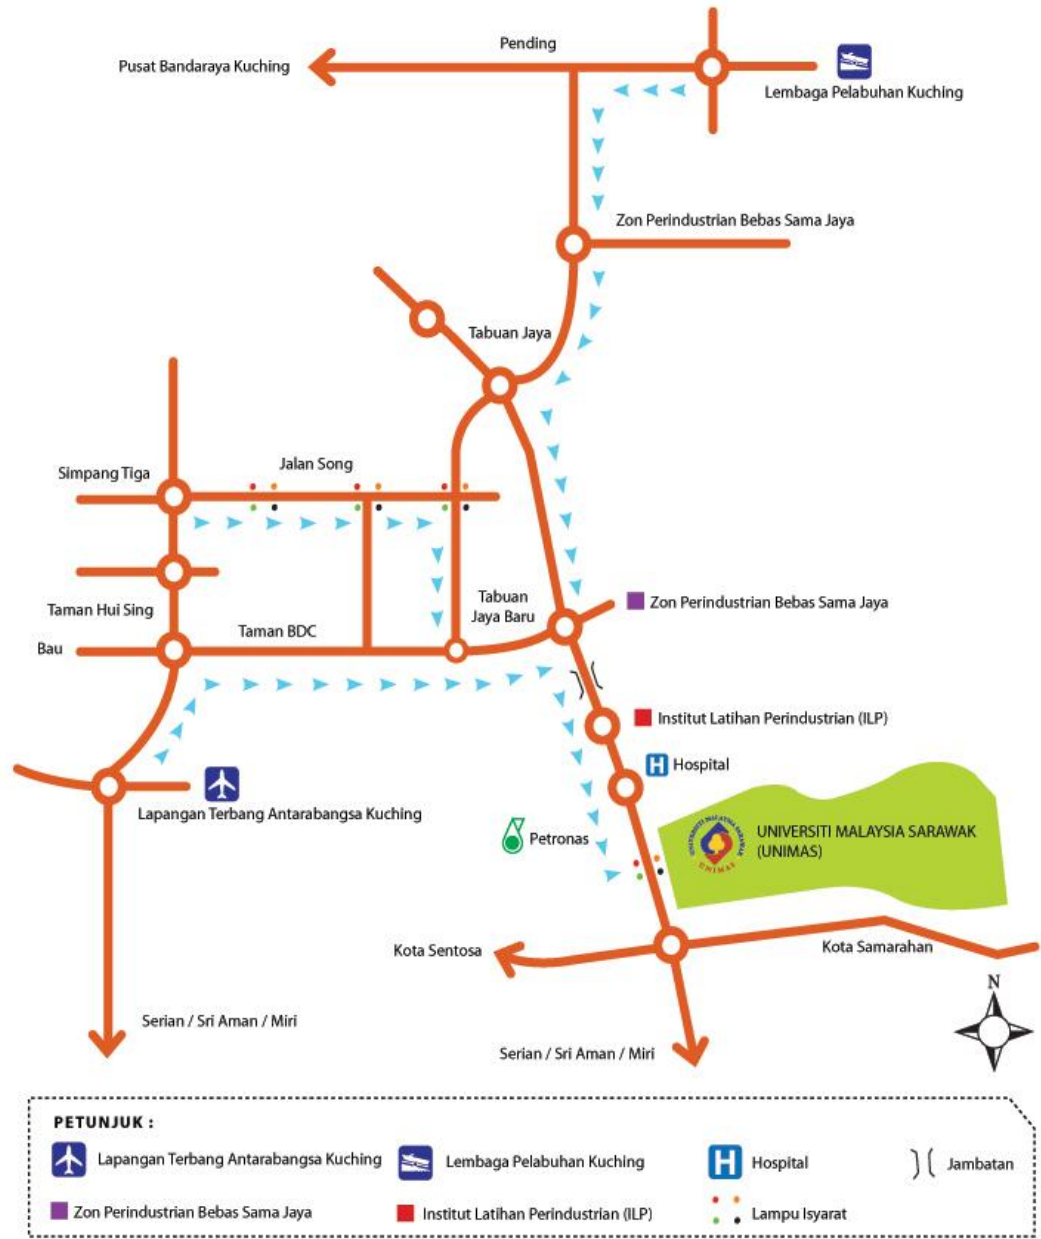 Pending
Pusat Bandaraya Kuching
Lembaga Pelabuhan Kuching
Zon Perindustrian Bebas Sama Jaya
Tabuan Jaya
Simpang Tiga
Jalan Song
Taman Hui Sing
Tabuan
Jaya Baru
Zon Perindustrian Bebas Sama Jaya
Taman BDC
Bau
Institut Latihan Perindustrian (ILP)
H Hospital
Lapangan Terbang Antarabangsa Kuching
Petronas
UNIVERSITI MALAYSIA SARAWAK
UNIMAS
UNIVERSITI MALAYSIA SARAWAK
(UNIMAS)
Kota Sentosa
Kota Samarahan
N
Serian / Sri Aman / Miri
Serian / Sri Aman / Miri
PETUNJUK :
Lapangan Terbang Antarabangsa Kuching
Lembaga Pelabuhan Kuching
H Hospital
Jambatan
Zon Perindustrian Bebas Sama Jaya
Institut Latihan Perindustrian (ILP)
Lampu Isyarat